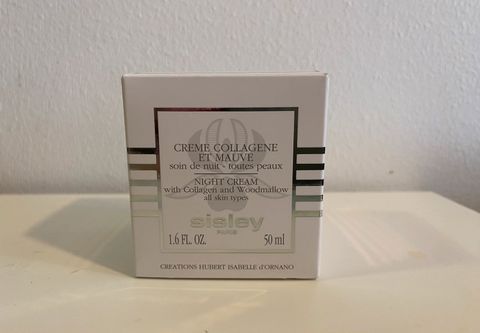 CREME COLLAGENE
ET MAUVE
soin de nuit - toutes peaux
NIGHT CREAM
with Collagen and Woodmallow
all skin types
sisley
PARIS
1.6 FL. OZ. 50 ml
CREATIONS HUBERT ISABELLE d'ORNANO